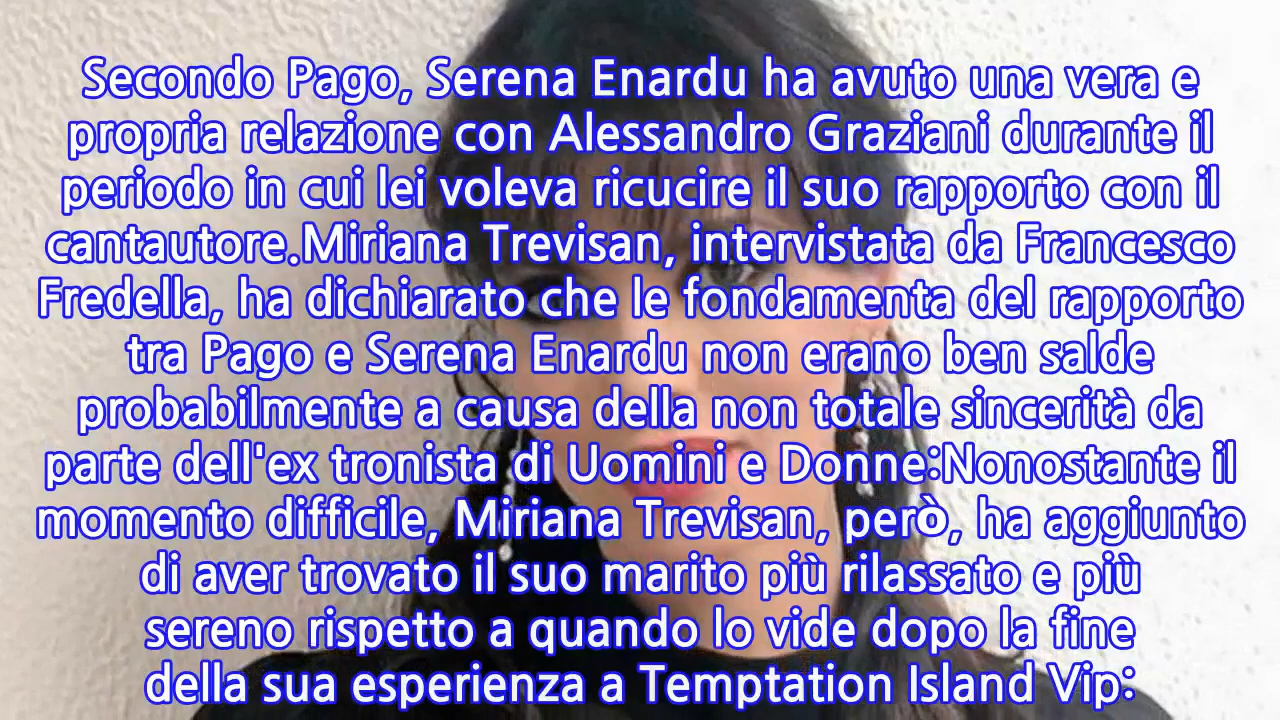 Secondo Pago, Serena Enardu ha avuto una vera e
propria relazione con Alessandro Graziani durante il
periodo in cui lei voleva ricucire il suo rapporto con il
cantautore.Miriana Trevisan, intervistata da Francesco
Fredella, ha dichiarato che le fondamenta del rapporto
tra Pago e Serena Enardu non erano ben salde
probabilmente a causa della non totale sincerità da
parte dell'ex tronista di Uomini e Donne:Nonostante il
momento difficile, Miriana Trevisan, però, ha aggiunto
di aver trovato il suo marito più rilassato e più
sereno rispetto a quando lo vide dopo la fine
della sua esperienza a Temptation Island Vip: